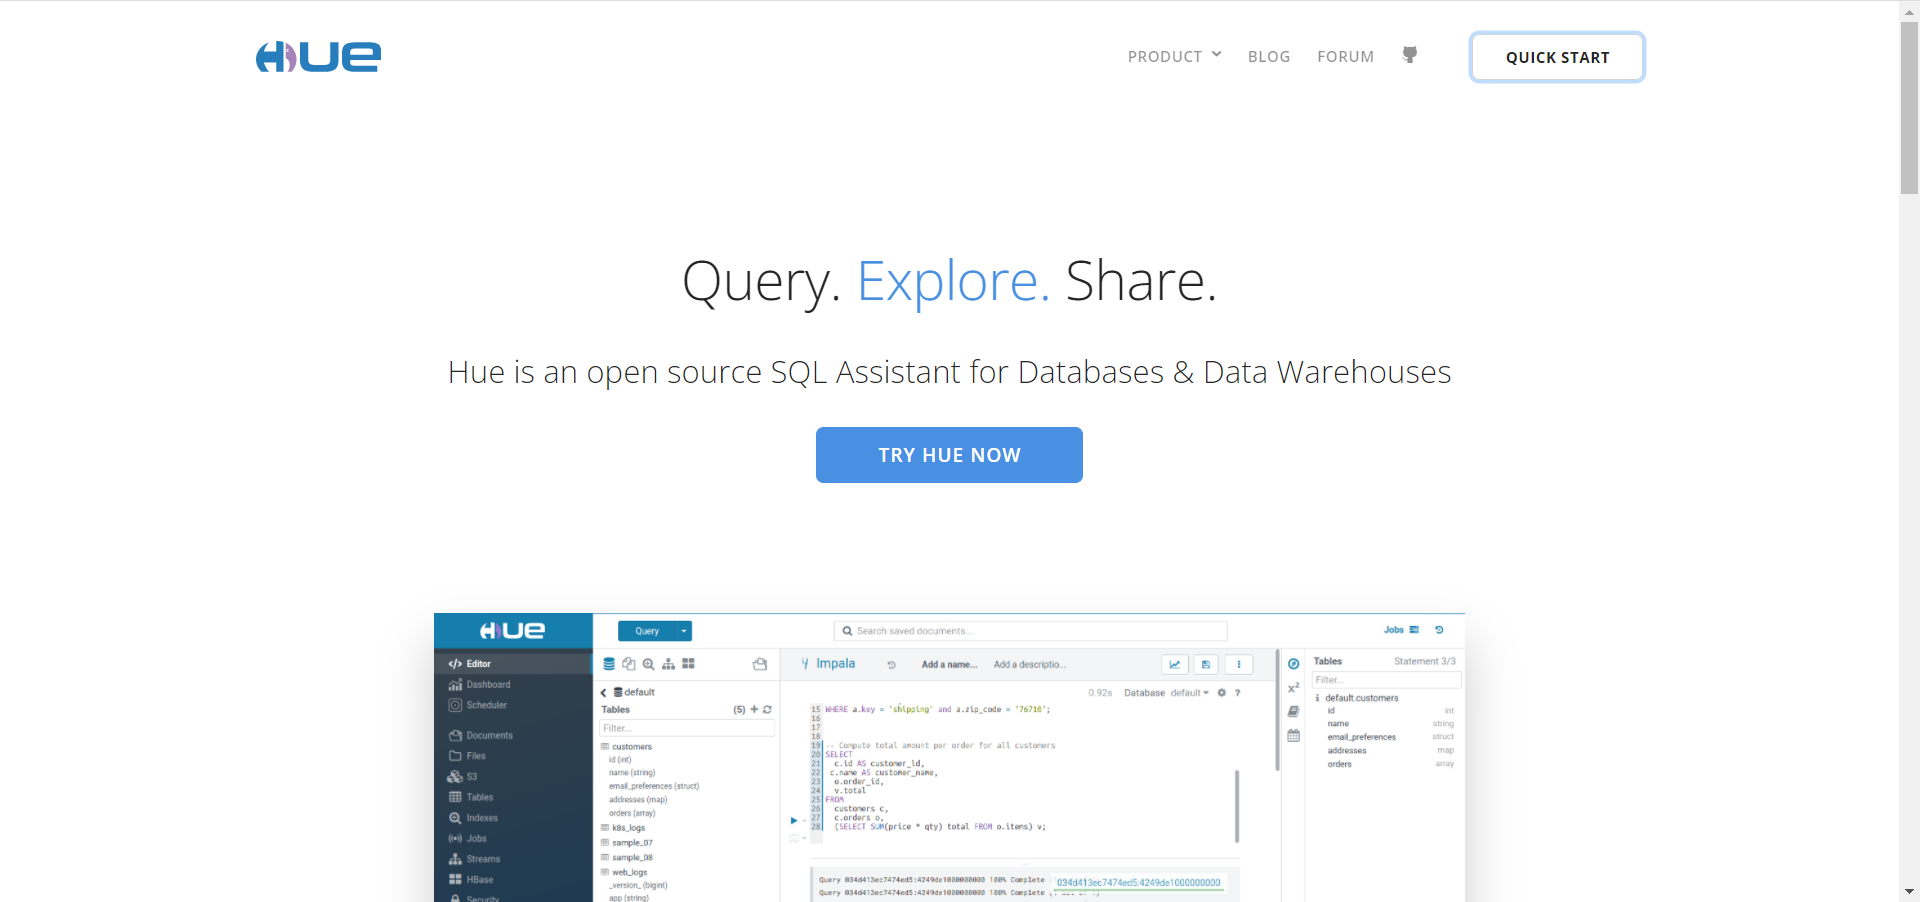 HUE
PRODUCT
BLOG
FORUM
QUICK START
Query. Explore. Share.
Hue is an open source SQL Assistant for Databases & Data Warehouses
TRY HUE NOW
HUE
Query
Search saved documents...
Jobs
</> Editor
Dashboard
Scheduler
Documents
Files
S3
Tables
Indexes
Jobs
Streams
HBase
Security
default
Tables
(5)
Filter...
customers
id (int)
name (string)
email_preferences (struct)
addresses (map)
orders (array)
k8s_logs
sample_07
sample_08
web_logs
_version_ (bigint)
app (string)
Impala
Add a name...
Add a descriptio...
0.92s
Database default
?
15 WHERE a.key = 'shipping' and a.zip_code = '76710';
16
17
18
19 -- Compute total amount per order for all customers
20 SELECT
21 c.id AS customer_id,
22 c.name AS customer_name,
23 o.order_id,
24 v.total
25 FROM
26 customers c,
27 c.orders o,
28 (SELECT SUM(price * qty) total FROM o.items) v;
Query 034d413ec7474ed5:4249de1000000000 100% Complete
Query 034d413ec7474ed5:4249de1000000000 100% Complete
034d413ec7474ed5:4249de1000000000
x²
Tables
Statement 3/3
Filter...
default.customers
id int
name string
email_preferences struct
addresses map
orders array